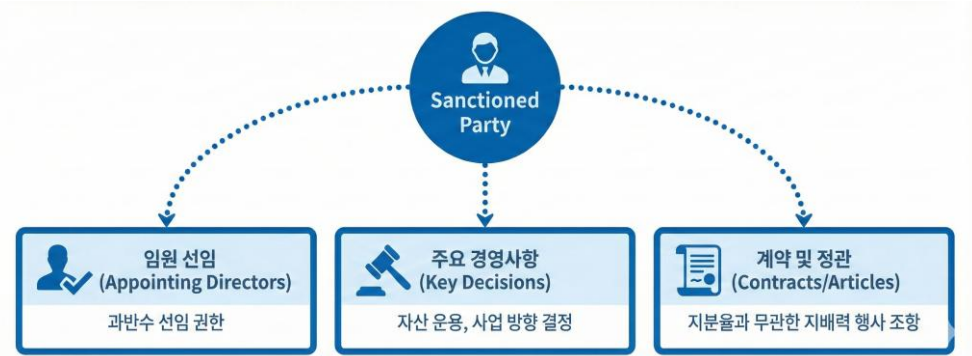 Sanctioned
Party
임원 선임
(Appointing Directors)
과반수 선임 권한
주요 경영사항
(Key Decisions)
자산 운용, 사업 방향 결정
계약 및 정관
(Contracts/Articles)
지분율과 무관한 지배력 행사 조항